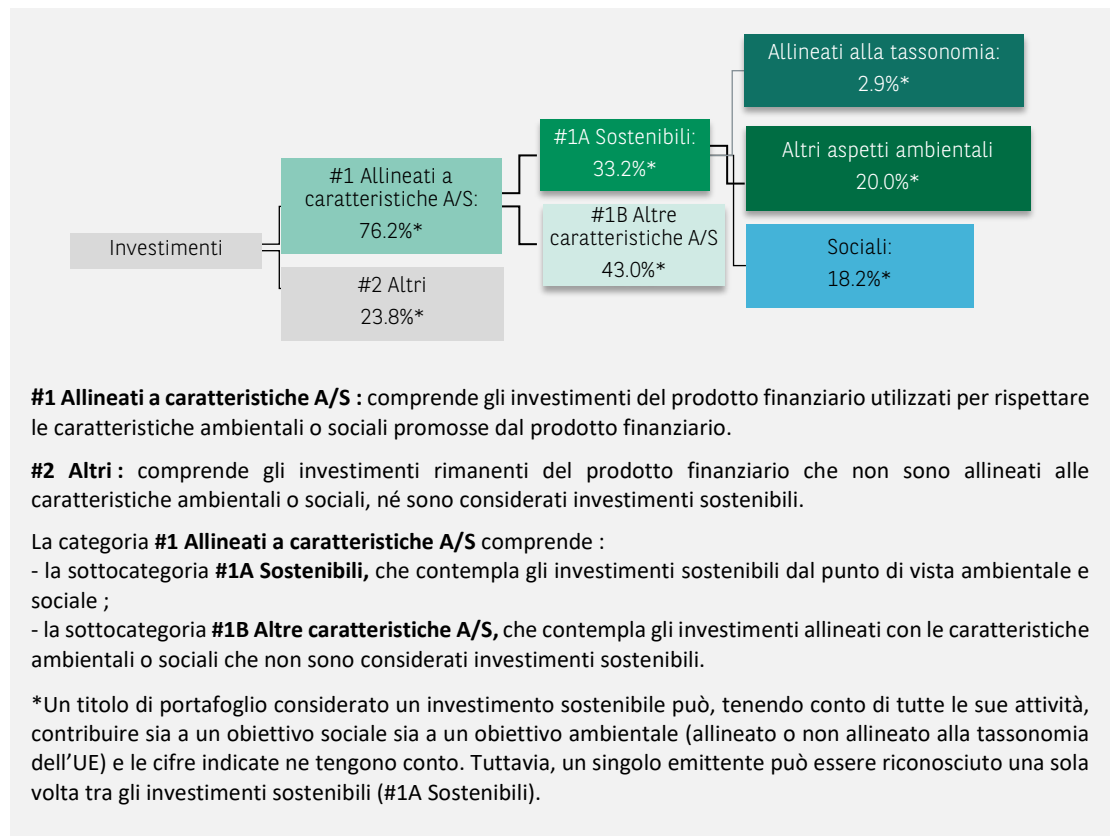 Investimenti
#1 Allineati a
caratteristiche A/S:
76.2%*
#2 Altri
23.8%*
#1A Sostenibili:
33.2%*
#1B Altre
caratteristiche A/S
43.0%*
Allineati alla tassonomia:
2.9%*
Altri aspetti ambientali
20.0%*
Sociali:
18.2%*
#1 Allineati a caratteristiche A/S : comprende gli investimenti del prodotto finanziario utilizzati per rispettare
le caratteristiche ambientali o sociali promosse dal prodotto finanziario.
#2 Altri : comprende gli investimenti rimanenti del prodotto finanziario che non sono allineati alle
caratteristiche ambientali o sociali, né sono considerati investimenti sostenibili.
La categoria #1 Allineati a caratteristiche A/S comprende :
- la sottocategoria #1A Sostenibili, che contempla gli investimenti sostenibili dal punto di vista ambientale e
sociale ;
- la sottocategoria #1B Altre caratteristiche A/S, che contempla gli investimenti allineati con le caratteristiche
ambientali o sociali che non sono considerati investimenti sostenibili.
*Un titolo di portafoglio considerato un investimento sostenibile può, tenendo conto di tutte le sue attività,
contribuire sia a un obiettivo sociale sia a un obiettivo ambientale (allineato o non allineato alla tassonomia
dell'UE) e le cifre indicate ne tengono conto. Tuttavia, un singolo emittente può essere riconosciuto una sola
volta tra gli investimenti sostenibili (#1A Sostenibili).